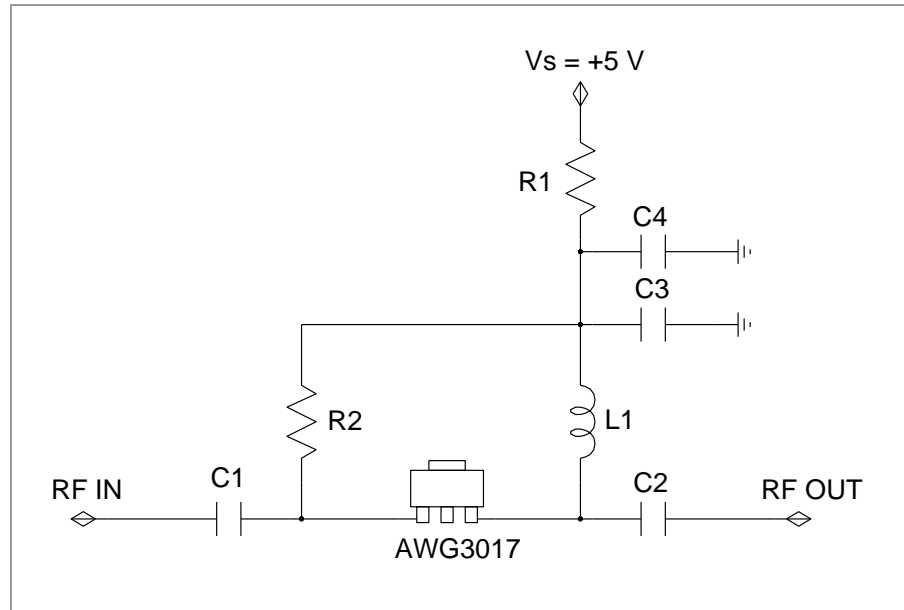 Vs = +5 V
R1
C4
C3
R2
L1
RF IN
C1
C2
RF OUT
AWG3017